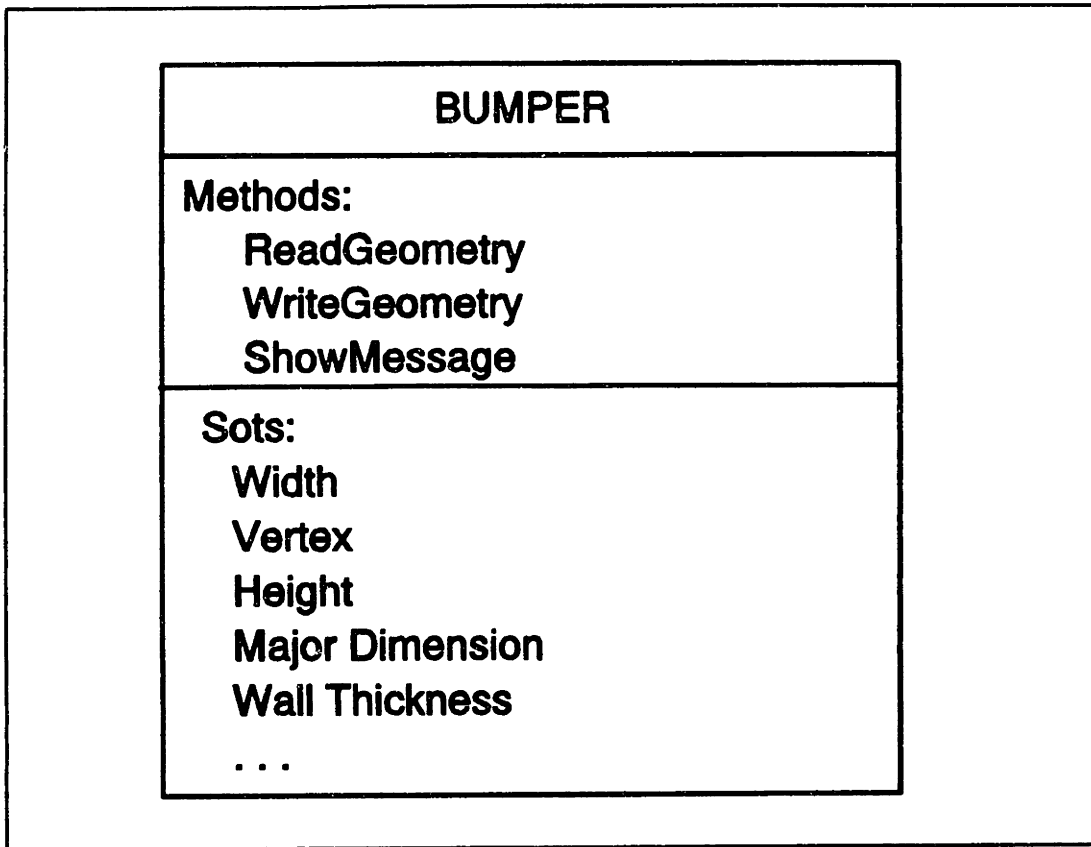 BUMPER
Methods:
ReadGeometry
WriteGeometry
ShowMessage
Sots:
Width
Vertex
Height
Major Dimension
Wall Thickness
. . .